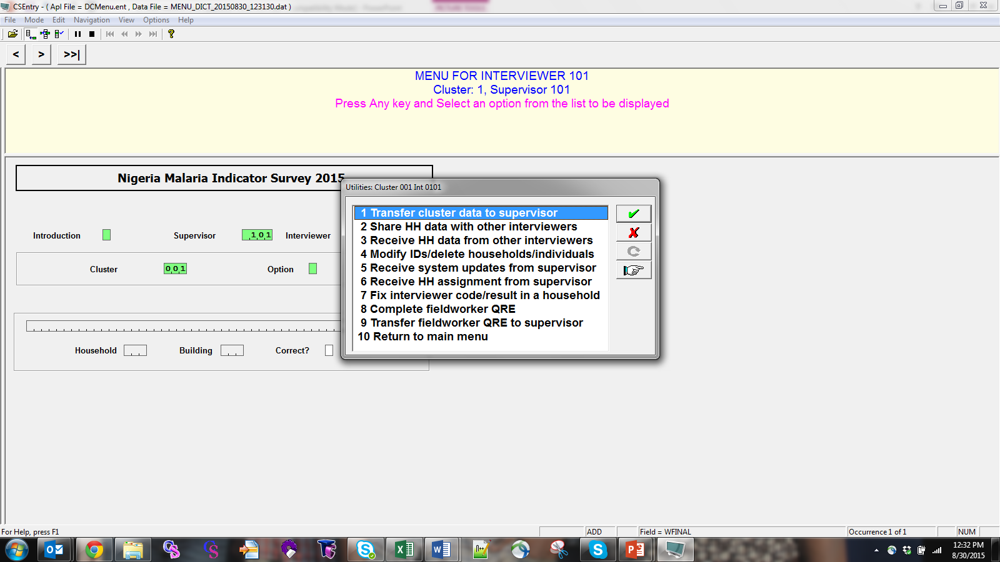 CSEntry - ( Apl File = DCMenu.ent , Data File = MENU_DICT_20150830_123130.dat )
File Mode Edit Navigation View Options Help
< > >>|
MENU FOR INTERVIEWER 101
Cluster: 1, Supervisor 101
Press Any key and Select an option from the list to be displayed
Nigeria Malaria Indicator Survey 2015
Introduction Supervisor 101 Interviewer
Cluster 001 Option
Household Building Correct?
Utilities: Cluster 001 Int 0101
1 Transfer cluster data to supervisor
2 Share HH data with other interviewers
3 Receive HH data from other interviewers
4 Modify IDs/delete households/individuals
5 Receive system updates from supervisor
6 Receive HH assignment from supervisor
7 Fix interviewer code/result in a household
8 Complete fieldworker QRE
9 Transfer fieldworker QRE to supervisor
10 Return to main menu
For Help, press F1
ADD
Field = WFINAL
Occurrence 1 of 1
NUM
12:32 PM
8/30/2015